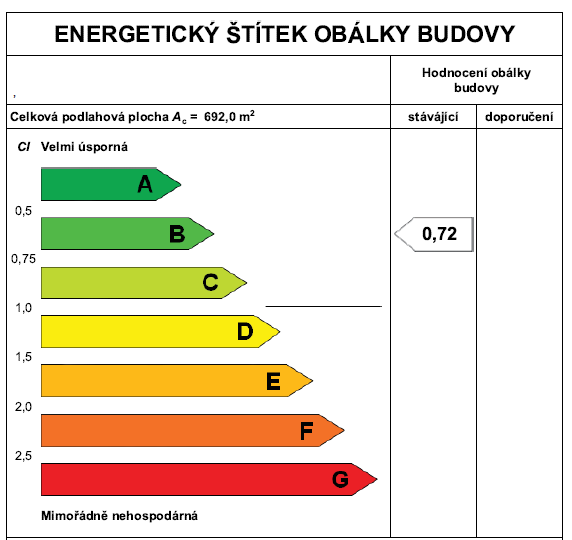 ENERGETICKÝ ŠTÍTEK OBÁLKY BUDOVY
,
Hodnocení obálky
budovy
Celková podlahová plocha Ac = 692,0 m²
stávající
doporučení
CI Velmi úsporná
A
0,5
B
0,72
0,75
C
1,0
D
1,5
E
2,0
F
2,5
G
Mimořádně nehospodárná